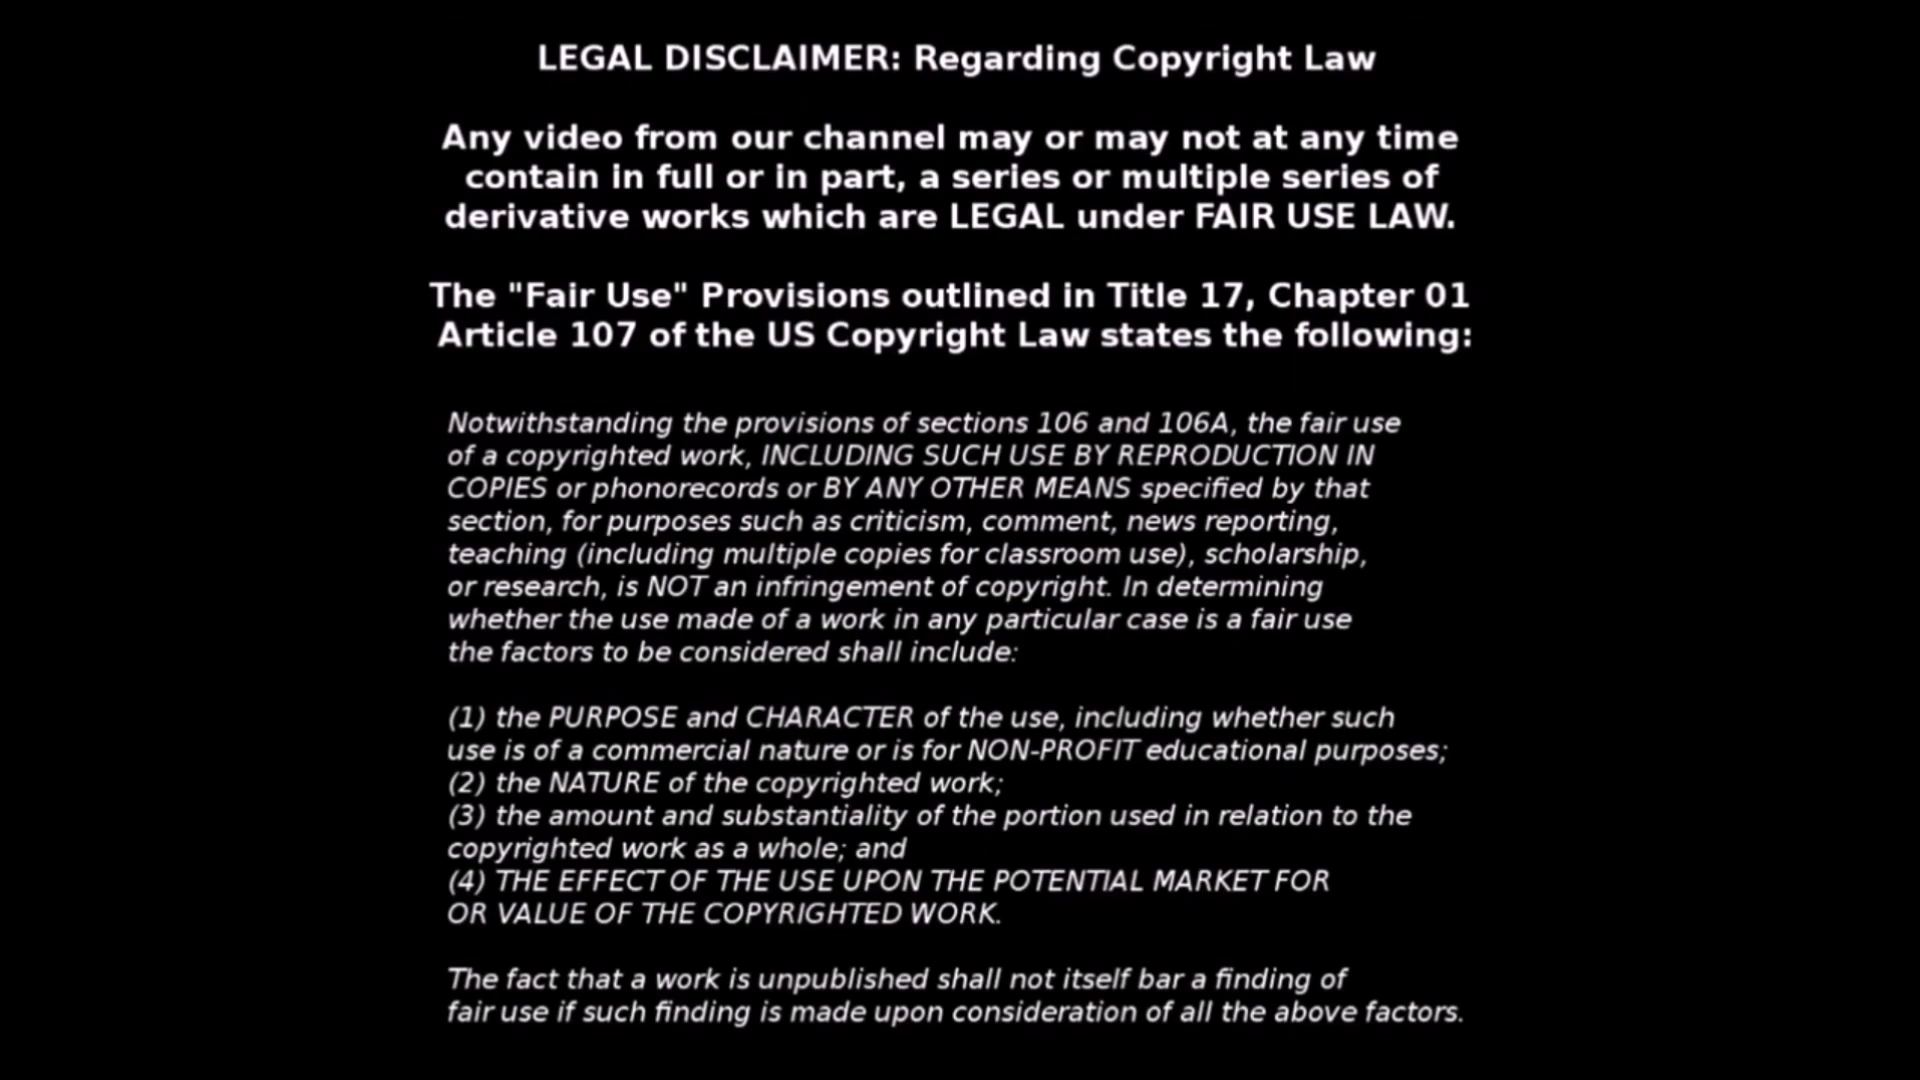 LEGAL DISCLAIMER: Regarding Copyright Law
Any video from our channel may or may not at any time
contain in full or in part, a series or multiple series of
derivative works which are LEGAL under FAIR USE LAW.
The "Fair Use" Provisions outlined in Title 17, Chapter 01
Article 107 of the US Copyright Law states the following:
Notwithstanding the provisions of sections 106 and 106A, the fair use
of a copyrighted work, INCLUDING SUCH USE BY REPRODUCTION IN
COPIES or phonorecords or BY ANY OTHER MEANS specified by that
section, for purposes such as criticism, comment, news reporting,
teaching (including multiple copies for classroom use), scholarship,
or research, is NOT an infringement of copyright. In determining
whether the use made of a work in any particular case is a fair use
the factors to be considered shall include:
(1) the PURPOSE and CHARACTER of the use, including whether such
use is of a commercial nature or is for NON-PROFIT educational purposes;
(2) the NATURE of the copyrighted work;
(3) the amount and substantiality of the portion used in relation to the
copyrighted work as a whole; and
(4) THE EFFECT OF THE USE UPON THE POTENTIAL MARKET FOR
OR VALUE OF THE COPYRIGHTED WORK.
The fact that a work is unpublished shall not itself bar a finding of
fair use if such finding is made upon consideration of all the above factors.